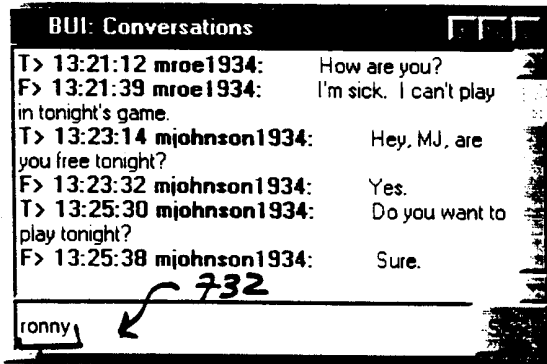 BUI: Conversations
T> 13:21:12 mroe1934: How are you?
F> 13:21:39 mroe1934: I'm sick. I can't play
in tonight's game.
T> 13:23:14 mjohnson1934: Hey, MJ, are
you free tonight?
F> 13:23:32 mjohnson1934: Yes.
T> 13:25:30 mjohnson1934: Do you want to
play tonight?
F> 13:25:38 mjohnson1934: Sure.
732
ronny